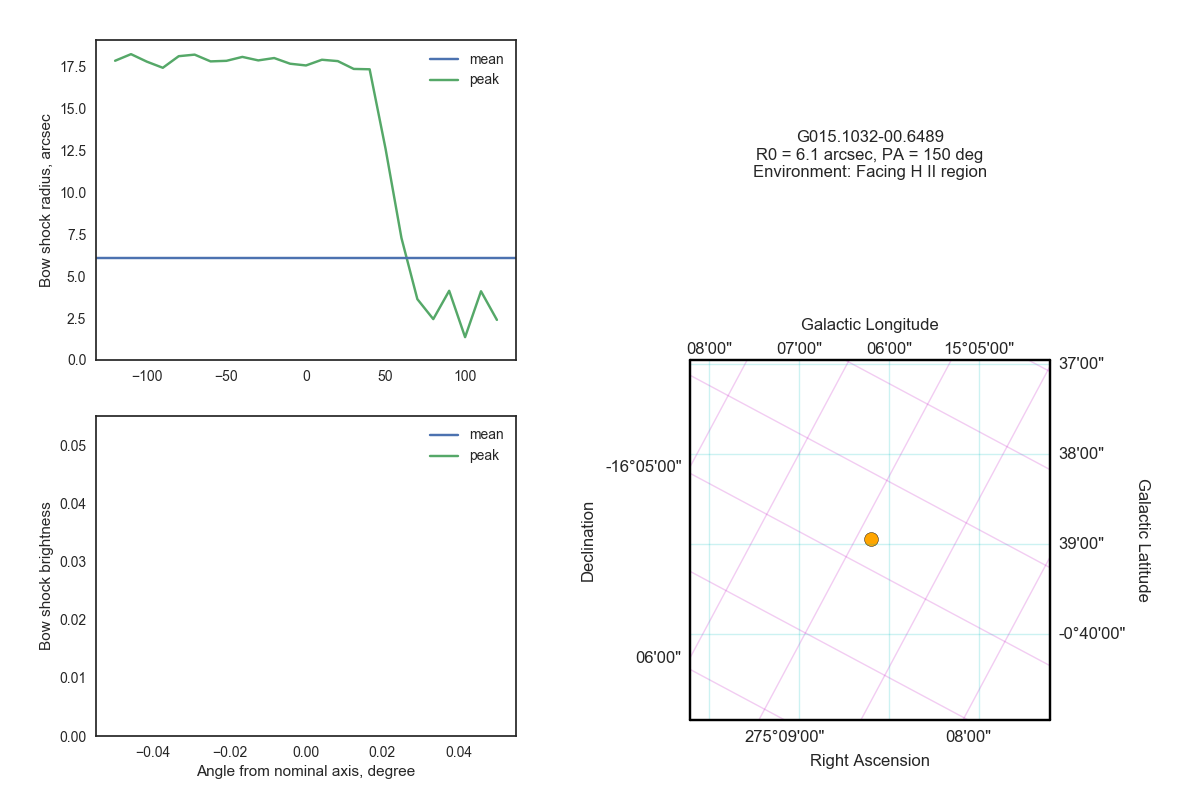 17.5
15.0
12.5
10.0
7.5
5.0
2.5
0.0
Bow shock radius, arcsec
mean
peak
−100
−50
0
50
100
0.05
0.04
0.03
0.02
0.01
0.00
Bow shock brightness
mean
peak
−0.04
−0.02
0.00
0.02
0.04
Angle from nominal axis, degree
G015.1032-00.6489
R0 = 6.1 arcsec, PA = 150 deg
Environment: Facing H II region
Galactic Longitude
08'00"
07'00"
06'00"
15°05'00"
37'00"
38'00"
39'00"
-0°40'00"
Galactic Latitude
-16°05'00"
06'00"
Declination
275°09'00"
08'00"
Right Ascension